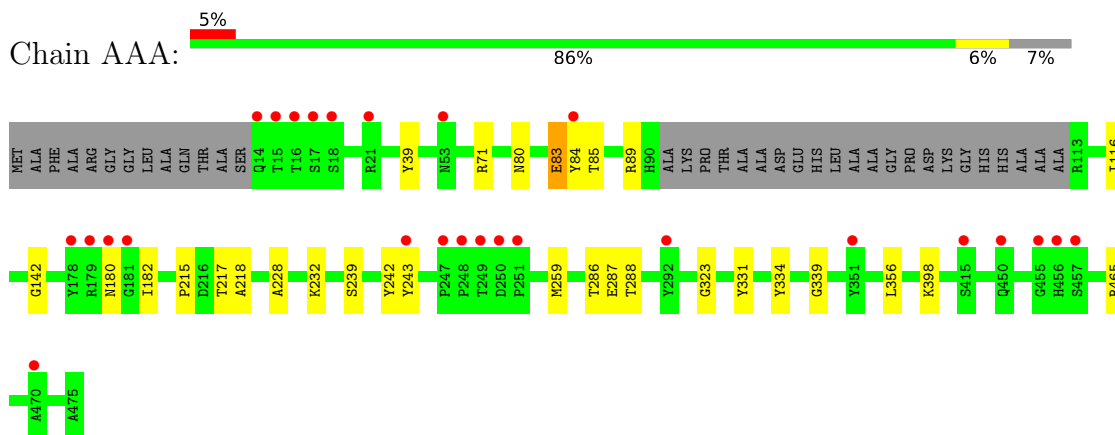 5%
Chain AAA:
86% 6% 7%
MET ALA PHE ALA ARG GLY GLY LEU ALA GLN THR ALA SER Q14 T15 T16 S17 S18 R21 Y39 N53 R71 N80 E83 Y84 T85 R89 H90 ALA LYS PRO THR ALA ALA ASP GLU HIS LEU ALA ALA GLY PRO ASP LYS GLY HIS HIS ALA ALA ALA R113
G142 Y178 R179 N180 G181 I182 P215 D216 T217 A218 A228 K232 S239 Y242 Y243 P247 P248 T249 D250 P251 M259 T286 E287 T288 Y292 G323 Y331 Y334 G339 Y351 L356 K398 S415 Q450 G455 H456 S457
A470 A475